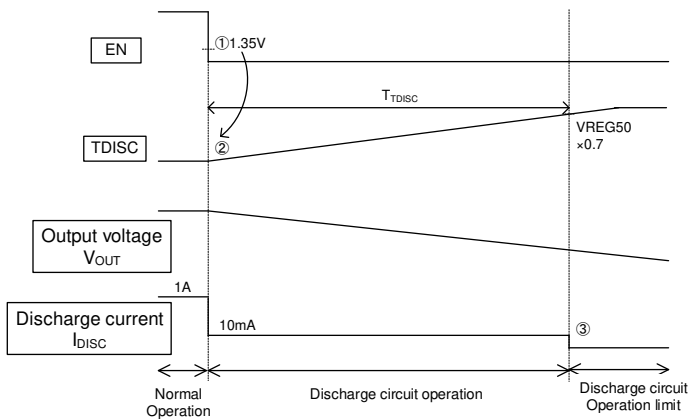 EN
①1.35V
T_TDISC
TDISC
②
VREG50
×0.7
Output voltage
V_OUT
1A
Discharge current
I_DISC
10mA
③
Normal
Operation
Discharge circuit operation
Discharge circuit
Operation limit